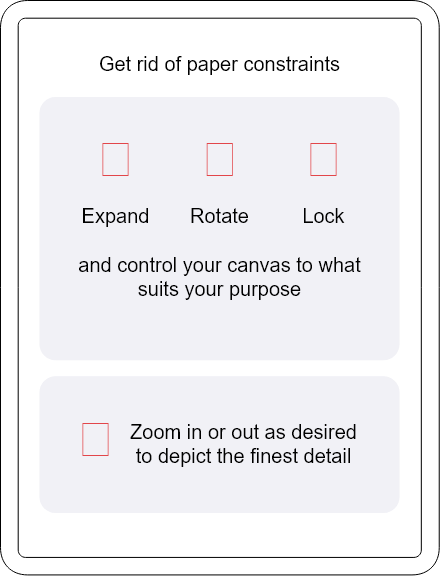 Get rid of paper constraints
Expand Rotate Lock
and control your canvas to what
suits your purpose
Zoom in or out as desired
to depict the finest detail